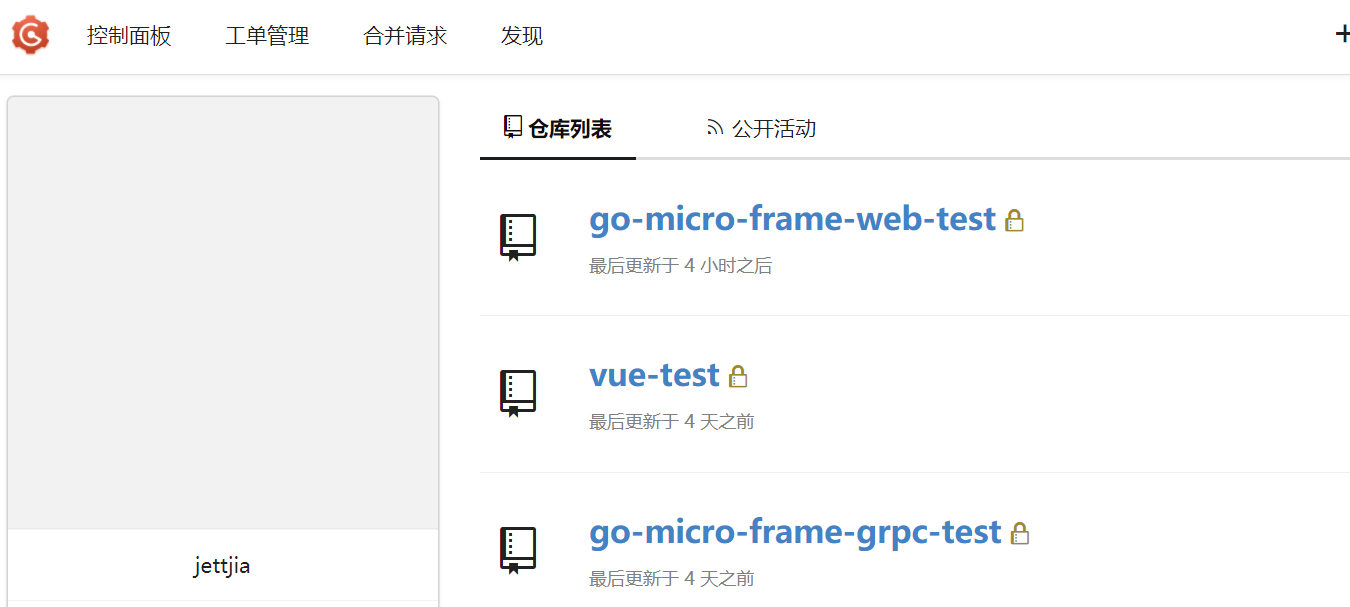 控制面板 工单管理 合并请求 发现
仓库列表 公开活动
go-micro-frame-web-test
最后更新于 4 小时之后
vue-test
最后更新于 4 天之前
go-micro-frame-grpc-test
最后更新于 4 天之前
jettjia